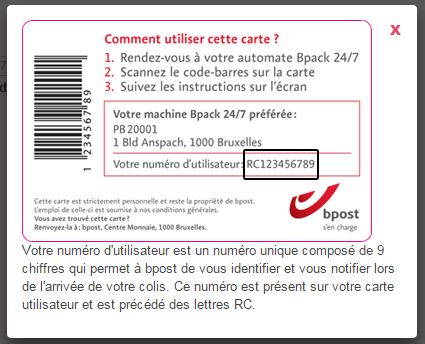 Comment utiliser cette carte ?
X
1. Rendez-vous à votre automate Bpack 24/7
2. Scannez le code-barres sur la carte
3. Suivez les instructions sur l'écran
123456789
Votre machine Bpack 24/7 préférée :
PB20001
1 Bld Anspach, 1000 Bruxelles
Votre numéro d'utilisateur: RC123456789
Cette carte est strictement personnelle et reste la propriété de bpost.
L'emploi de celle-ci est soumise à nos conditions générales.
Vous avez trouvé cette carte ?
Renvoyez-la à : bpost, Centre Monnaie, 1000 Bruxelles.
bpost
s'en charge
Votre numéro d'utilisateur est un numéro unique composé de 9
chiffres qui permet à bpost de vous identifier et vous notifier lors
de l'arrivée de votre colis. Ce numéro est présent sur votre carte
utilisateur et est précédé des lettres RC.